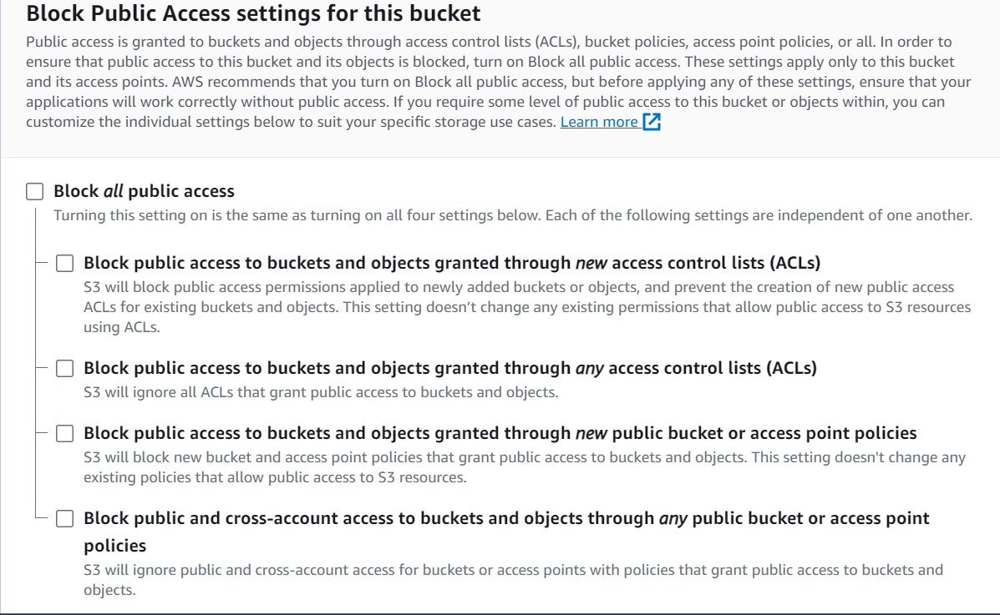 Block Public Access settings for this bucket
Public access is granted to buckets and objects through access control lists (ACLs), bucket policies, access point policies, or all. In order to
ensure that public access to this bucket and its objects is blocked, turn on Block all public access. These settings apply only to this bucket
and its access points. AWS recommends that you turn on Block all public access, but before applying any of these settings, ensure that your
applications will work correctly without public access. If you require some level of public access to this bucket or objects within, you can
customize the individual settings below to suit your specific storage use cases. Learn more
Block all public access
Turning this setting on is the same as turning on all four settings below. Each of the following settings are independent of one another.
Block public access to buckets and objects granted through new access control lists (ACLs)
S3 will block public access permissions applied to newly added buckets or objects, and prevent the creation of new public access
ACLs for existing buckets and objects. This setting doesn’t change any existing permissions that allow public access to S3 resources
using ACLs.
Block public access to buckets and objects granted through any access control lists (ACLs)
S3 will ignore all ACLs that grant public access to buckets and objects.
Block public access to buckets and objects granted through new public bucket or access point policies
S3 will block new bucket and access point policies that grant public access to buckets and objects. This setting doesn't change any
existing policies that allow public access to S3 resources.
Block public and cross-account access to buckets and objects through any public bucket or access point
policies
S3 will ignore public and cross-account access for buckets or access points with policies that grant public access to buckets and
objects.